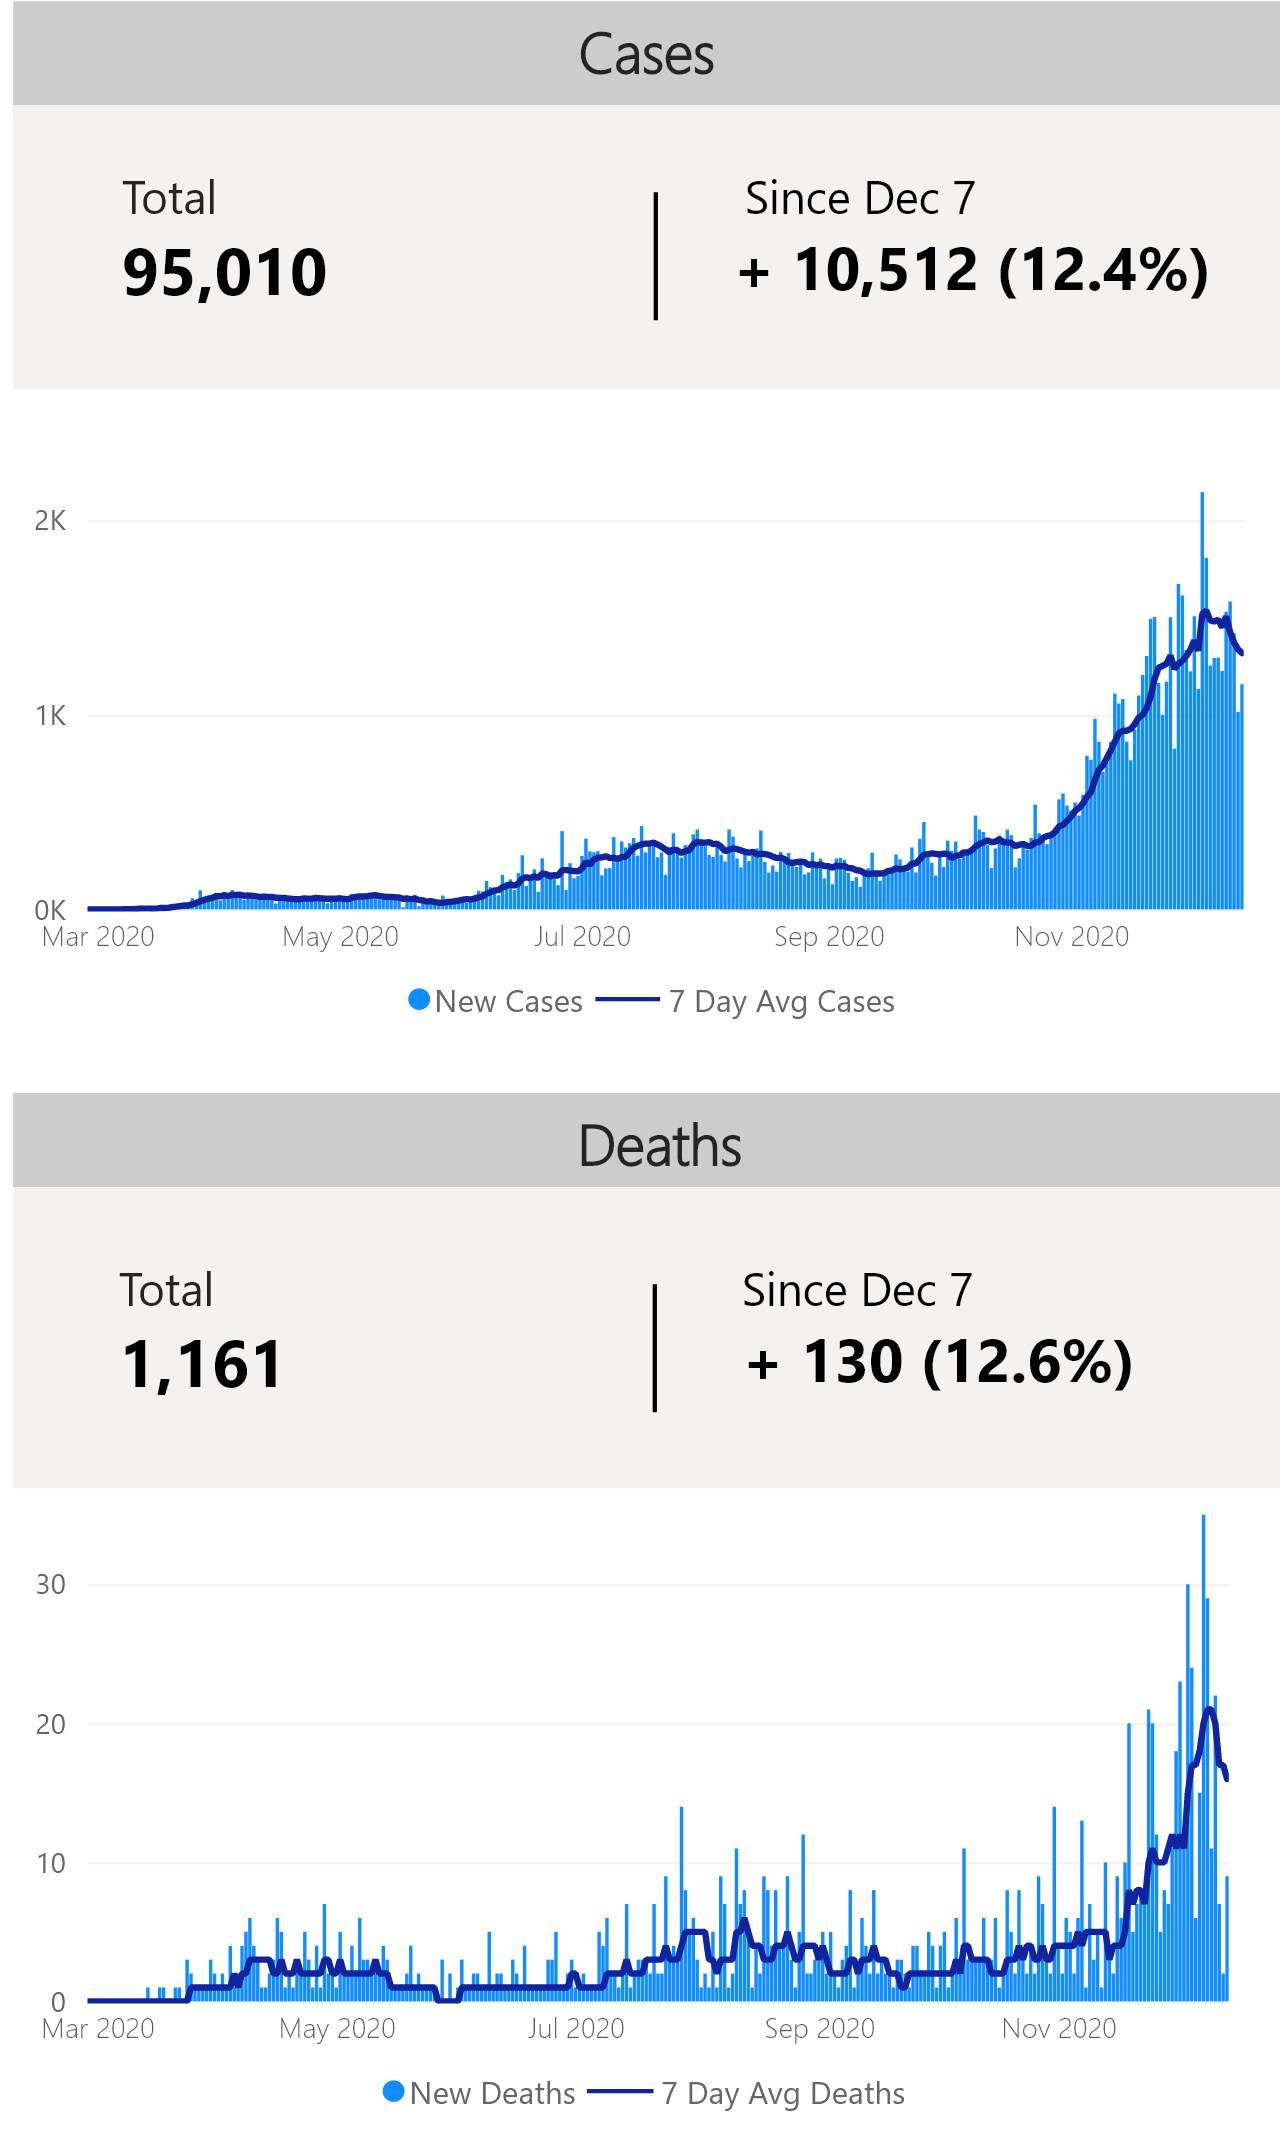 Cases
Total
Since Dec 7
95,010
+ 10,512 (12.4%)
2K
1K
0K
Mar 2020 May 2020 Jul 2020 Sep 2020 Nov 2020
New Cases 7 Day Avg Cases
Deaths
Total
Since Dec 7
1,161
+ 130 (12.6%)
30
20
10
0
Mar 2020 May 2020 Jul 2020 Sep 2020 Nov 2020
New Deaths 7 Day Avg Deaths